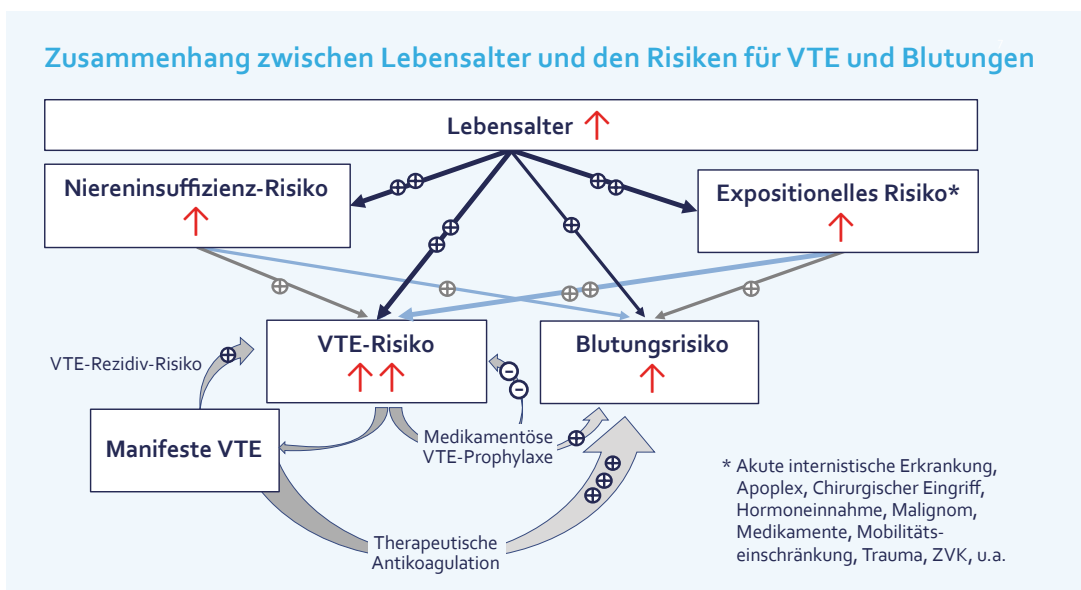 Zusammenhang zwischen Lebensalter und den Risiken für VTE und Blutungen
Lebensalter ↑
Niereninsuffizienz-Risiko
↑
Expositionelles Risiko*
↑
⊕⊕
⊕⊕
⊕
⊕⊕
⊕
⊕
⊕⊕
⊕
VTE-Risiko
↑↑
Blutungsrisiko
↑
VTE-Rezidiv-Risiko
⊕
⊖
⊖
Manifeste VTE
Medikamentöse
VTE-Prophylaxe
⊕
⊕
⊕
⊕
Therapeutische
Antikoagulation
* Akute internistische Erkrankung,
Apoplex, Chirurgischer Eingriff,
Hormoneinnahme, Malignom,
Medikamente, Mobilitäts-
einschränkung, Trauma, ZVK, u.a.